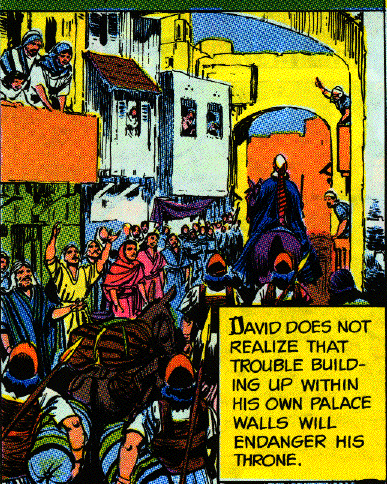 DAVID DOES NOT
REALIZE THAT
TROUBLE BUILD-
ING UP WITHIN
HIS OWN PALACE
WALLS WILL
ENDANGER HIS
THRONE.